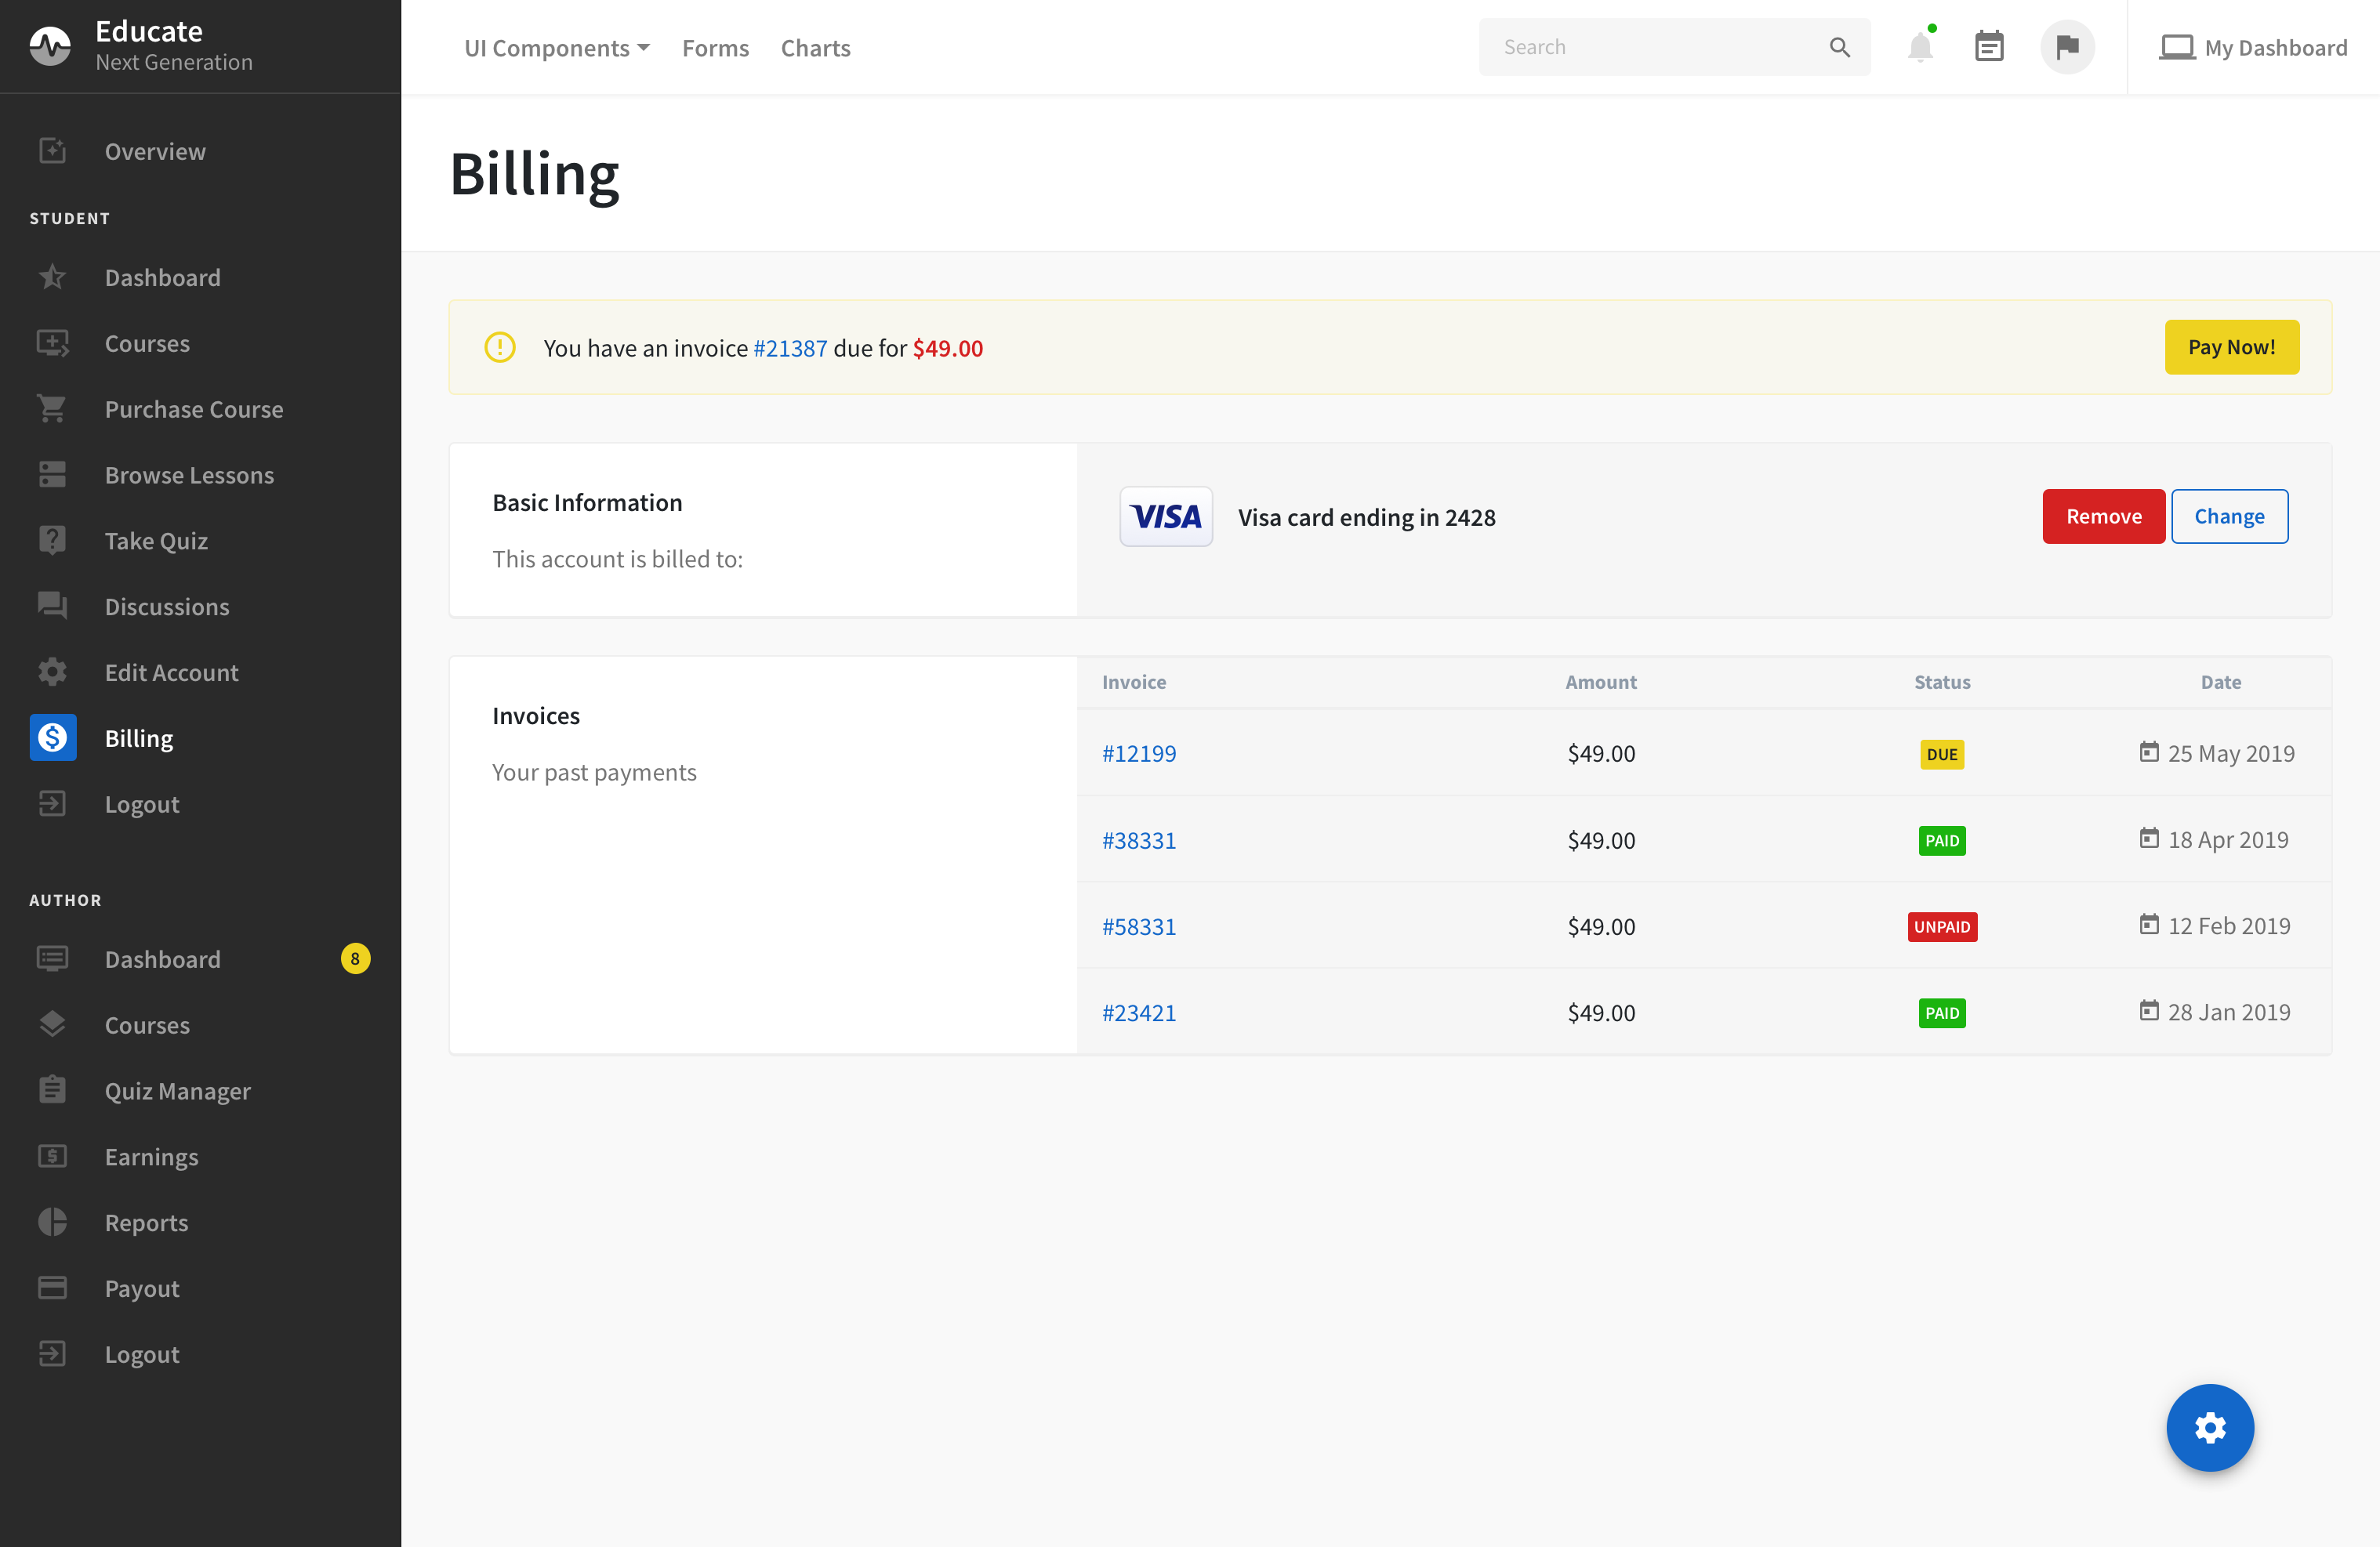 Educate
Next Generation
UI Components
Forms
Charts
Search
My Dashboard
Overview
STUDENT
Dashboard
Courses
Purchase Course
Browse Lessons
Take Quiz
Discussions
Edit Account
Billing
Logout
AUTHOR
Dashboard 8
Courses
Quiz Manager
Earnings
Reports
Payout
Logout
Billing
You have an invoice #21387 due for $49.00
Pay Now!
Basic Information
This account is billed to:
VISA
Visa card ending in 2428
Remove
Change
Invoices
Your past payments
Invoice Amount Status Date
#12199 $49.00 DUE 25 May 2019
#38331 $49.00 PAID 18 Apr 2019
#58331 $49.00 UNPAID 12 Feb 2019
#23421 $49.00 PAID 28 Jan 2019